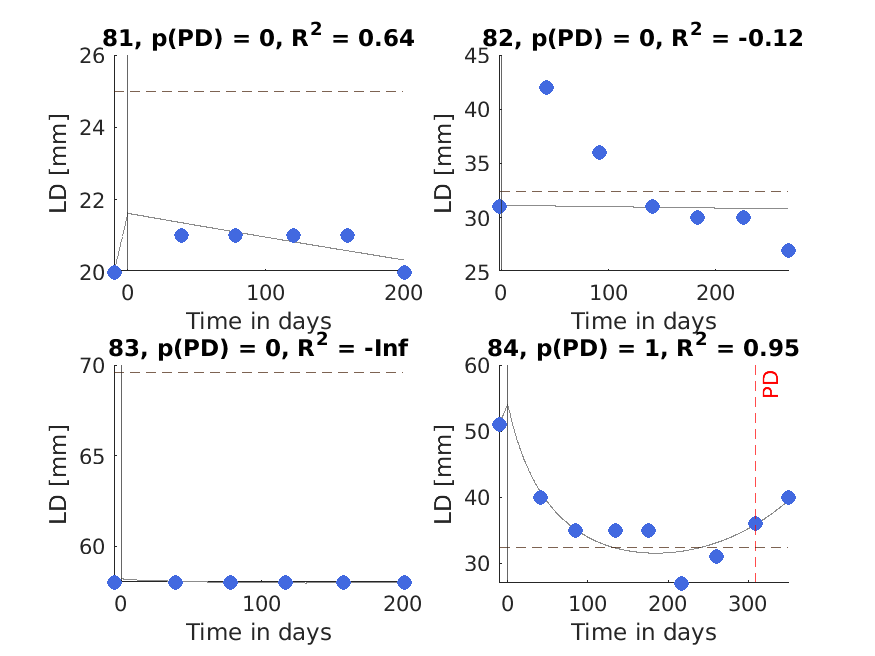 81, p(PD) = 0, R² = 0.64
26
24
22
20
LD [mm]
0
100
200
Time in days
82, p(PD) = 0, R² = -0.12
45
40
35
30
25
LD [mm]
0
100
200
Time in days
83, p(PD) = 0, R² = -Inf
70
65
60
LD [mm]
0
100
200
Time in days
84, p(PD) = 1, R² = 0.95
60
50
40
30
LD [mm]
PD
0
100
200
300
Time in days